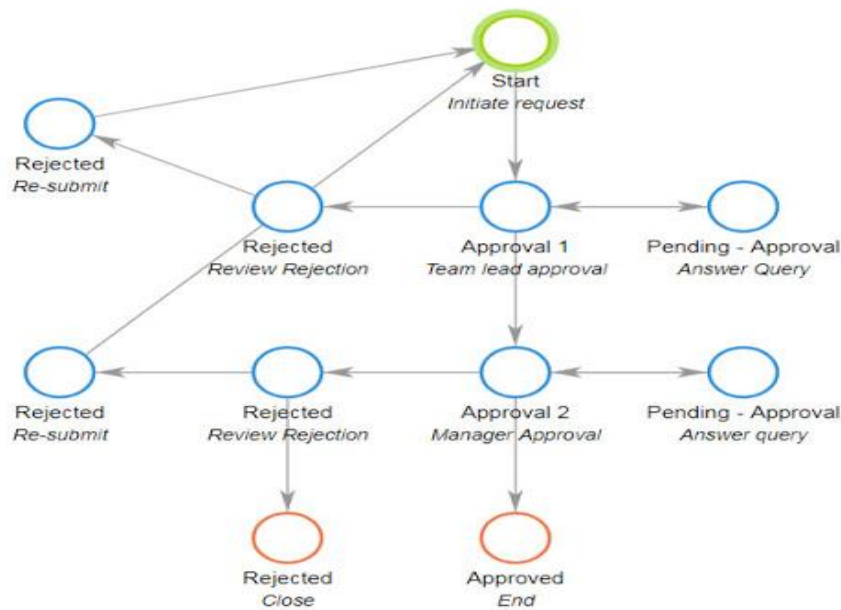 Start
Initiate request
Rejected
Re-submit
Rejected
Review Rejection
Approval 1
Team lead approval
Pending - Approval
Answer Query
Rejected
Re-submit
Rejected
Review Rejection
Approval 2
Manager Approval
Pending - Approval
Answer query
Rejected
Close
Approved
End